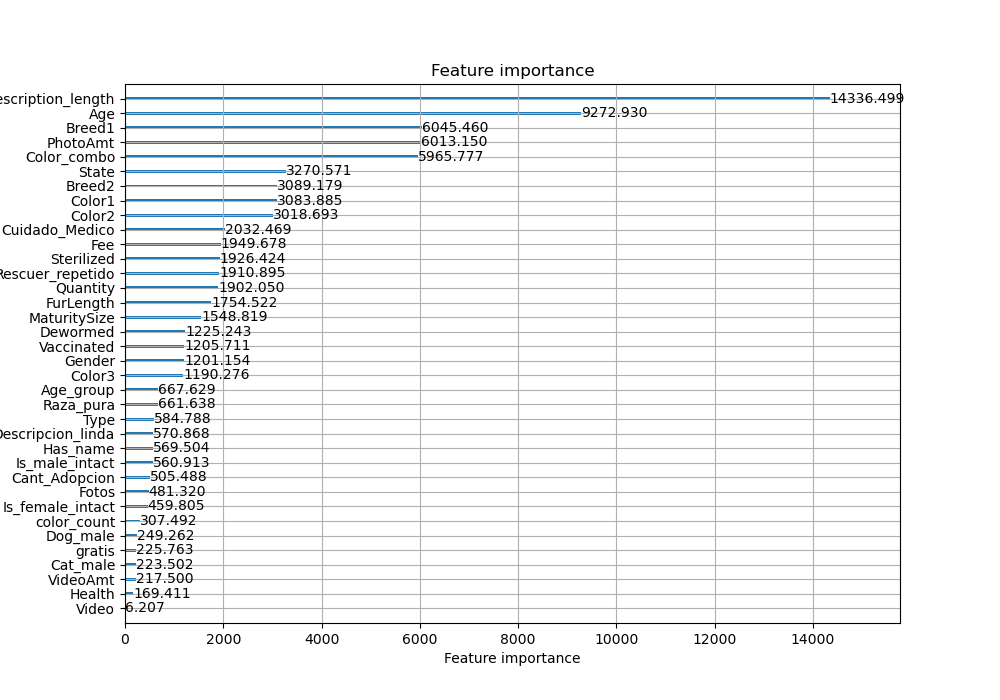 Feature importance
escription_length 14336.499
Age 9272.930
Breed1 6045.460
PhotoAmt 6013.150
Color_combo 5965.777
State 3270.571
Breed2 3089.179
Color1 3083.885
Color2 3018.693
Cuidado_Medico 2032.469
Fee 1949.678
Sterilized 1926.424
Rescuer_repetido 1910.895
Quantity 1902.050
FurLength 1754.522
MaturitySize 1548.819
Dewormed 1225.243
Vaccinated 1205.711
Gender 1201.154
Color3 1190.276
Age_group 667.629
Raza_pura 661.638
Type 584.788
Descripcion_linda 570.868
Has_name 569.504
Is_male_intact 560.913
Cant_Adopcion 505.488
Fotos 481.320
Is_female_intact 459.805
color_count 307.492
Dog_male 249.262
gratis 225.763
Cat_male 223.502
VideoAmt 217.500
Health 169.411
Video 6.207
0 2000 4000 6000 8000 10000 12000 14000
Feature importance